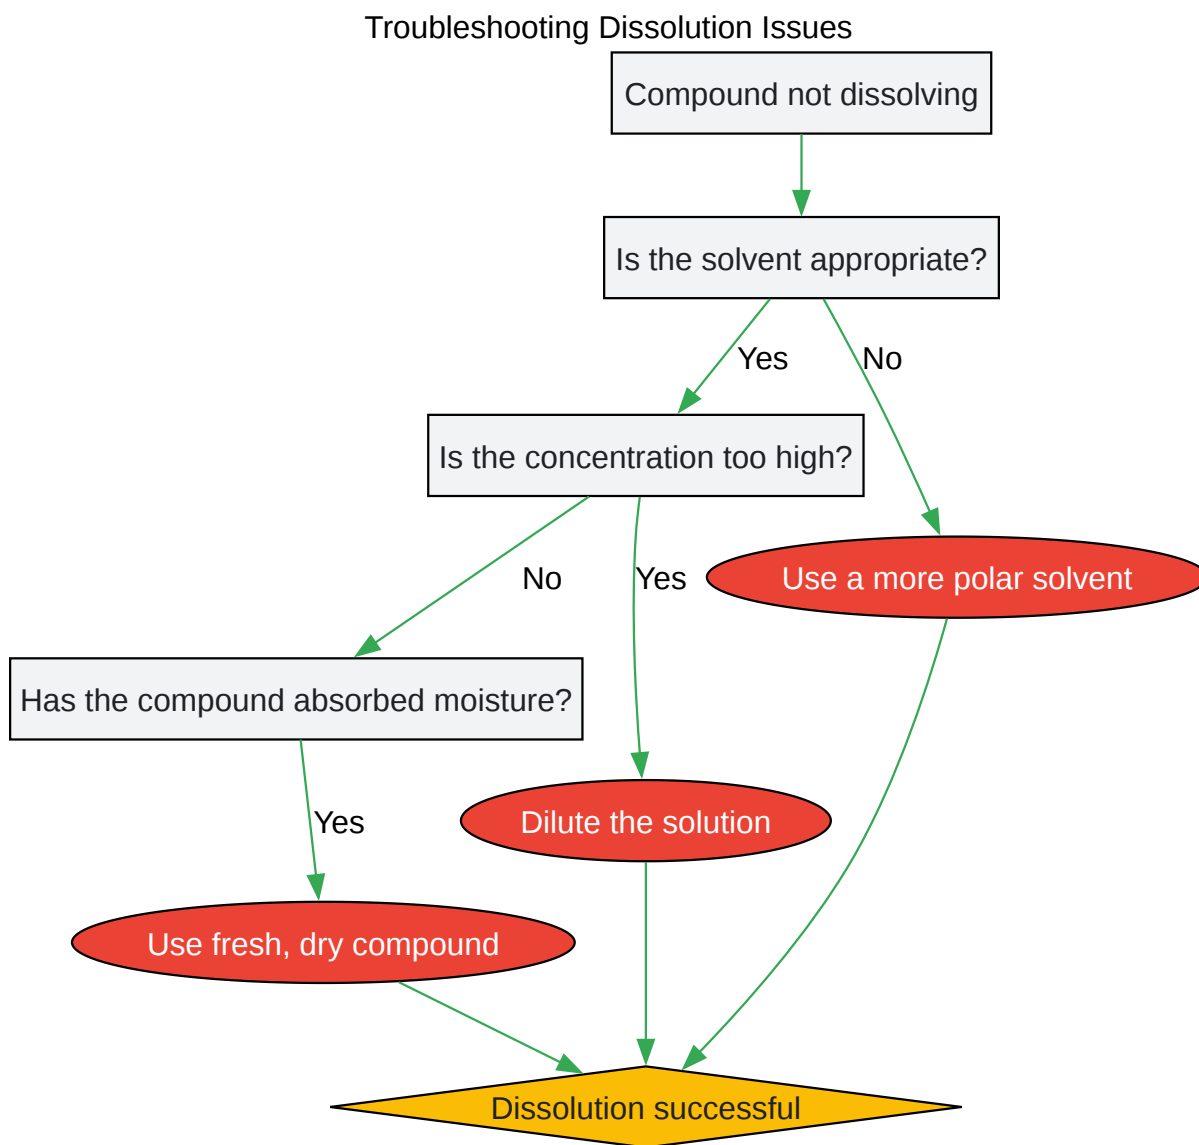 Troubleshooting Dissolution Issues
Compound not dissolving
Is the solvent appropriate?
Yes
No
Is the concentration too high?
No
Yes
Use a more polar solvent
Has the compound absorbed moisture?
Yes
Dilute the solution
Use fresh, dry compound
Dissolution successful